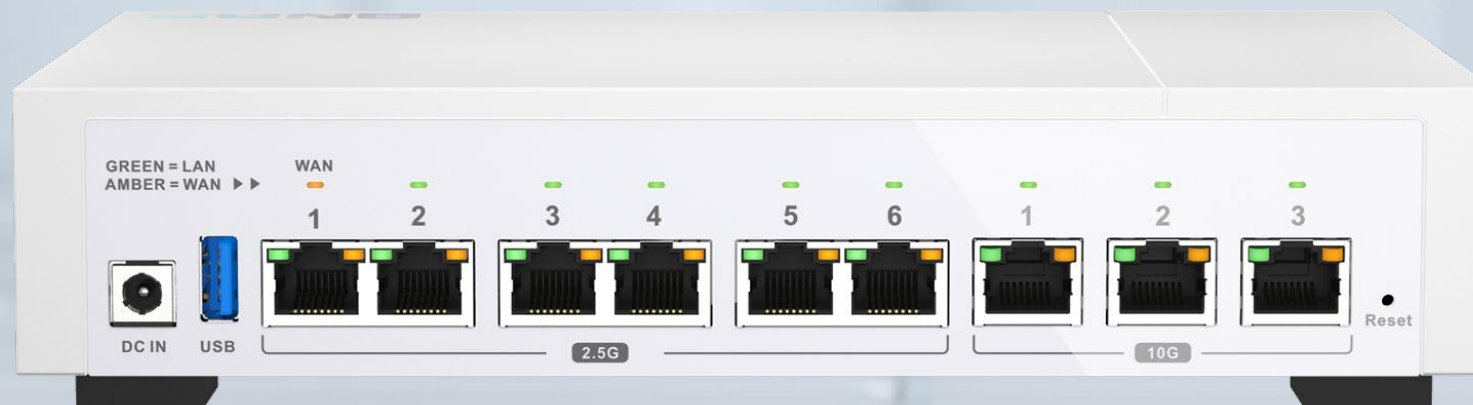 GREEN = LAN
AMBER = WAN
WAN
1 2 3 4 5 6 1 2 3
DC IN USB 2.5G 10G Reset